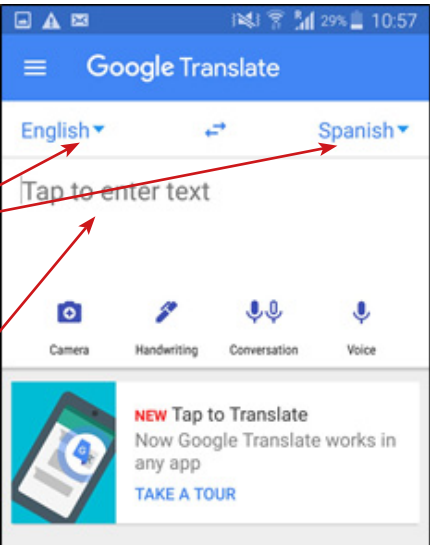 29% 10:57
Google Translate
English Spanish
Tap to enter text
Camera Handwriting Conversation Voice
NEW Tap to Translate
Now Google Translate works in
any app
TAKE A TOUR